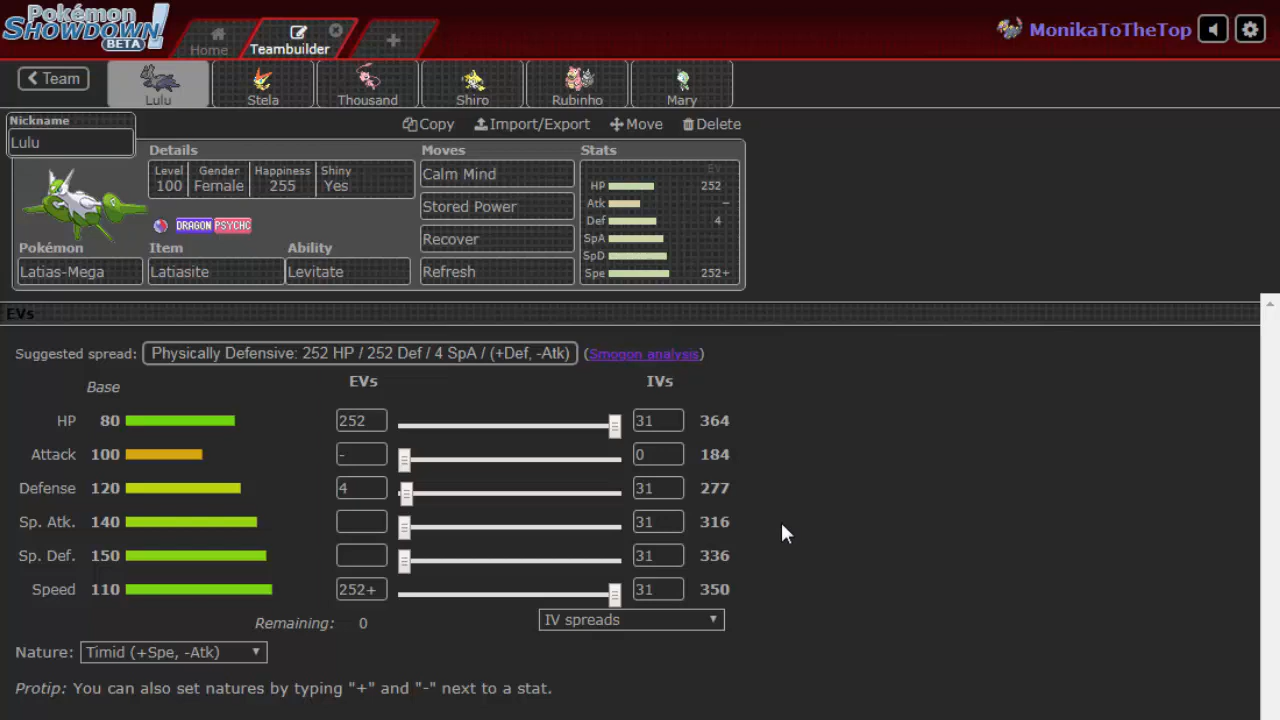 Pokémon
SHOWDOWN!
BETA
Home
Teambuilder
MonikaToTheTop
Team
Lulu
Stela
Thousand
Shiro
Rubinho
Mary
Nickname
Lulu
Copy
Import/Export
Move
Delete
Details
Level
100
Gender
Female
Happiness
255
Shiny
Yes
DRAGON PSYCHC
Pokémon
Latias-Mega
Item
Latiasite
Ability
Levitate
Moves
Calm Mind
Stored Power
Recover
Refresh
Stats
EV
HP 252
Atk –
Def 4
SpA
SpD
Spe 252+
EVs
Suggested spread: Physically Defensive: 252 HP / 252 Def / 4 SpA / (+Def, -Atk) (Smogon analysis)
Base EVs IVs
HP 80 252 31 364
Attack 100 - 0 184
Defense 120 4 31 277
Sp. Atk. 140 31 316
Sp. Def. 150 31 336
Speed 110 252+ 31 350
Remaining: 0 IV spreads
Nature: Timid (+Spe, -Atk)
Protip: You can also set natures by typing "+" and "-" next to a stat.